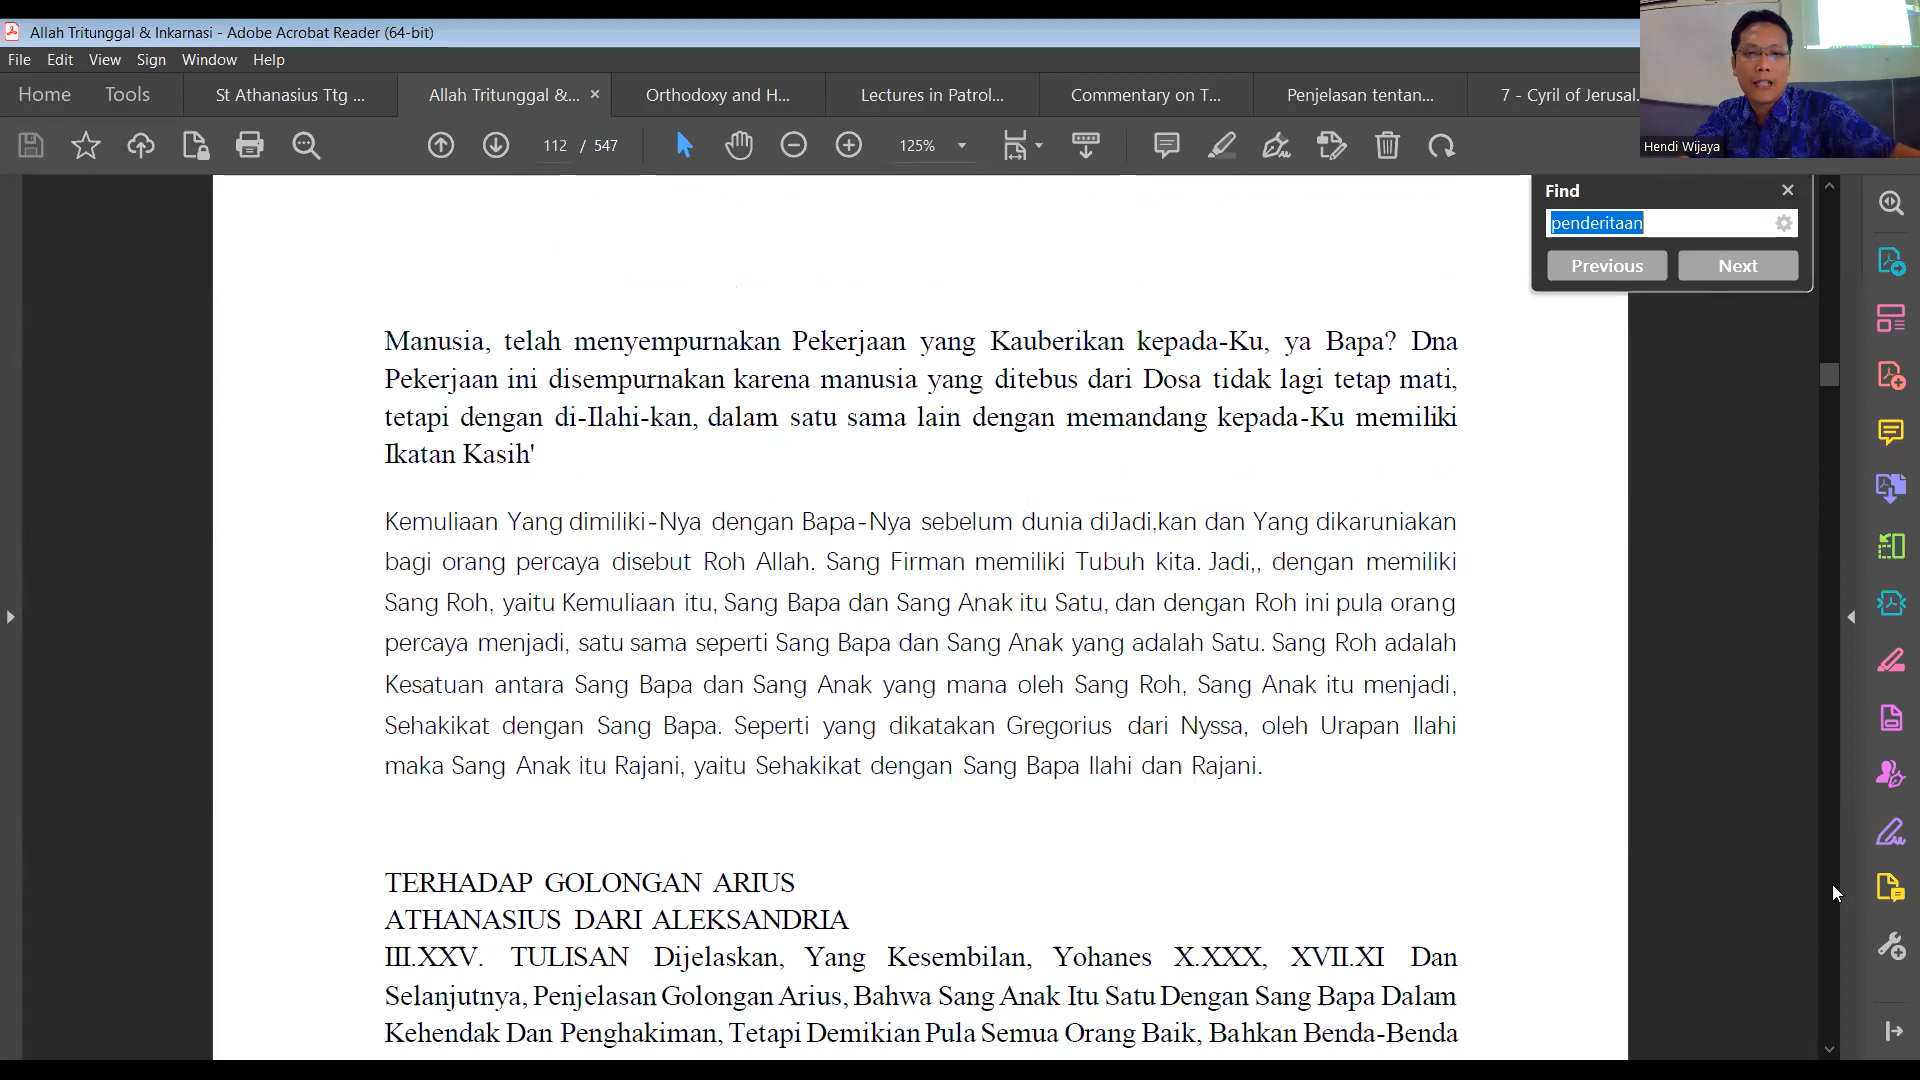 Allah Tritunggal & Inkarnasi - Adobe Acrobat Reader (64-bit)
File Edit View Sign Window Help
Home Tools St Athanasius Ttg ... Allah Tritunggal &... Orthodoxy and H... Lectures in Patrol... Commentary on T... Penjelasan tentan... 7 - Cyril of Jerusal.
112 / 547 125%
Hendi Wijaya
Find
penderitaan
Previous Next
Manusia, telah menyempurnakan Pekerjaan yang Kauberikan kepada-Ku, ya Bapa? Dna
Pekerjaan ini disempurnakan karena manusia yang ditebus dari Dosa tidak lagi tetap mati,
tetapi dengan di-Ilahi-kan, dalam satu sama lain dengan memandang kepada-Ku memiliki
Ikatan Kasih'
Kemuliaan Yang dimiliki-Nya dengan Bapa-Nya sebelum dunia diJadi,kan dan Yang dikaruniakan
bagi orang percaya disebut Roh Allah. Sang Firman memiliki Tubuh kita. Jadi,, dengan memiliki
Sang Roh, yaitu Kemuliaan itu, Sang Bapa dan Sang Anak itu Satu, dan dengan Roh ini pula orang
percaya menjadi, satu sama seperti Sang Bapa dan Sang Anak yang adalah Satu. Sang Roh adalah
Kesatuan antara Sang Bapa dan Sang Anak yang mana oleh Sang Roh, Sang Anak itu menjadi,
Sehakikat dengan Sang Bapa. Seperti yang dikatakan Gregorius dari Nyssa, oleh Urapan Ilahi
maka Sang Anak itu Rajani, yaitu Sehakikat dengan Sang Bapa Ilahi dan Rajani.
TERHADAP GOLONGAN ARIUS
ATHANASIUS DARI ALEKSANDRIA
III.XXV. TULISAN Dijelaskan, Yang Kesembilan, Yohanes X.XXX, XVII.XI Dan
Selanjutnya, Penjelasan Golongan Arius, Bahwa Sang Anak Itu Satu Dengan Sang Bapa Dalam
Kehendak Dan Penghakiman, Tetapi Demikian Pula Semua Orang Baik, Bahkan Benda-Benda